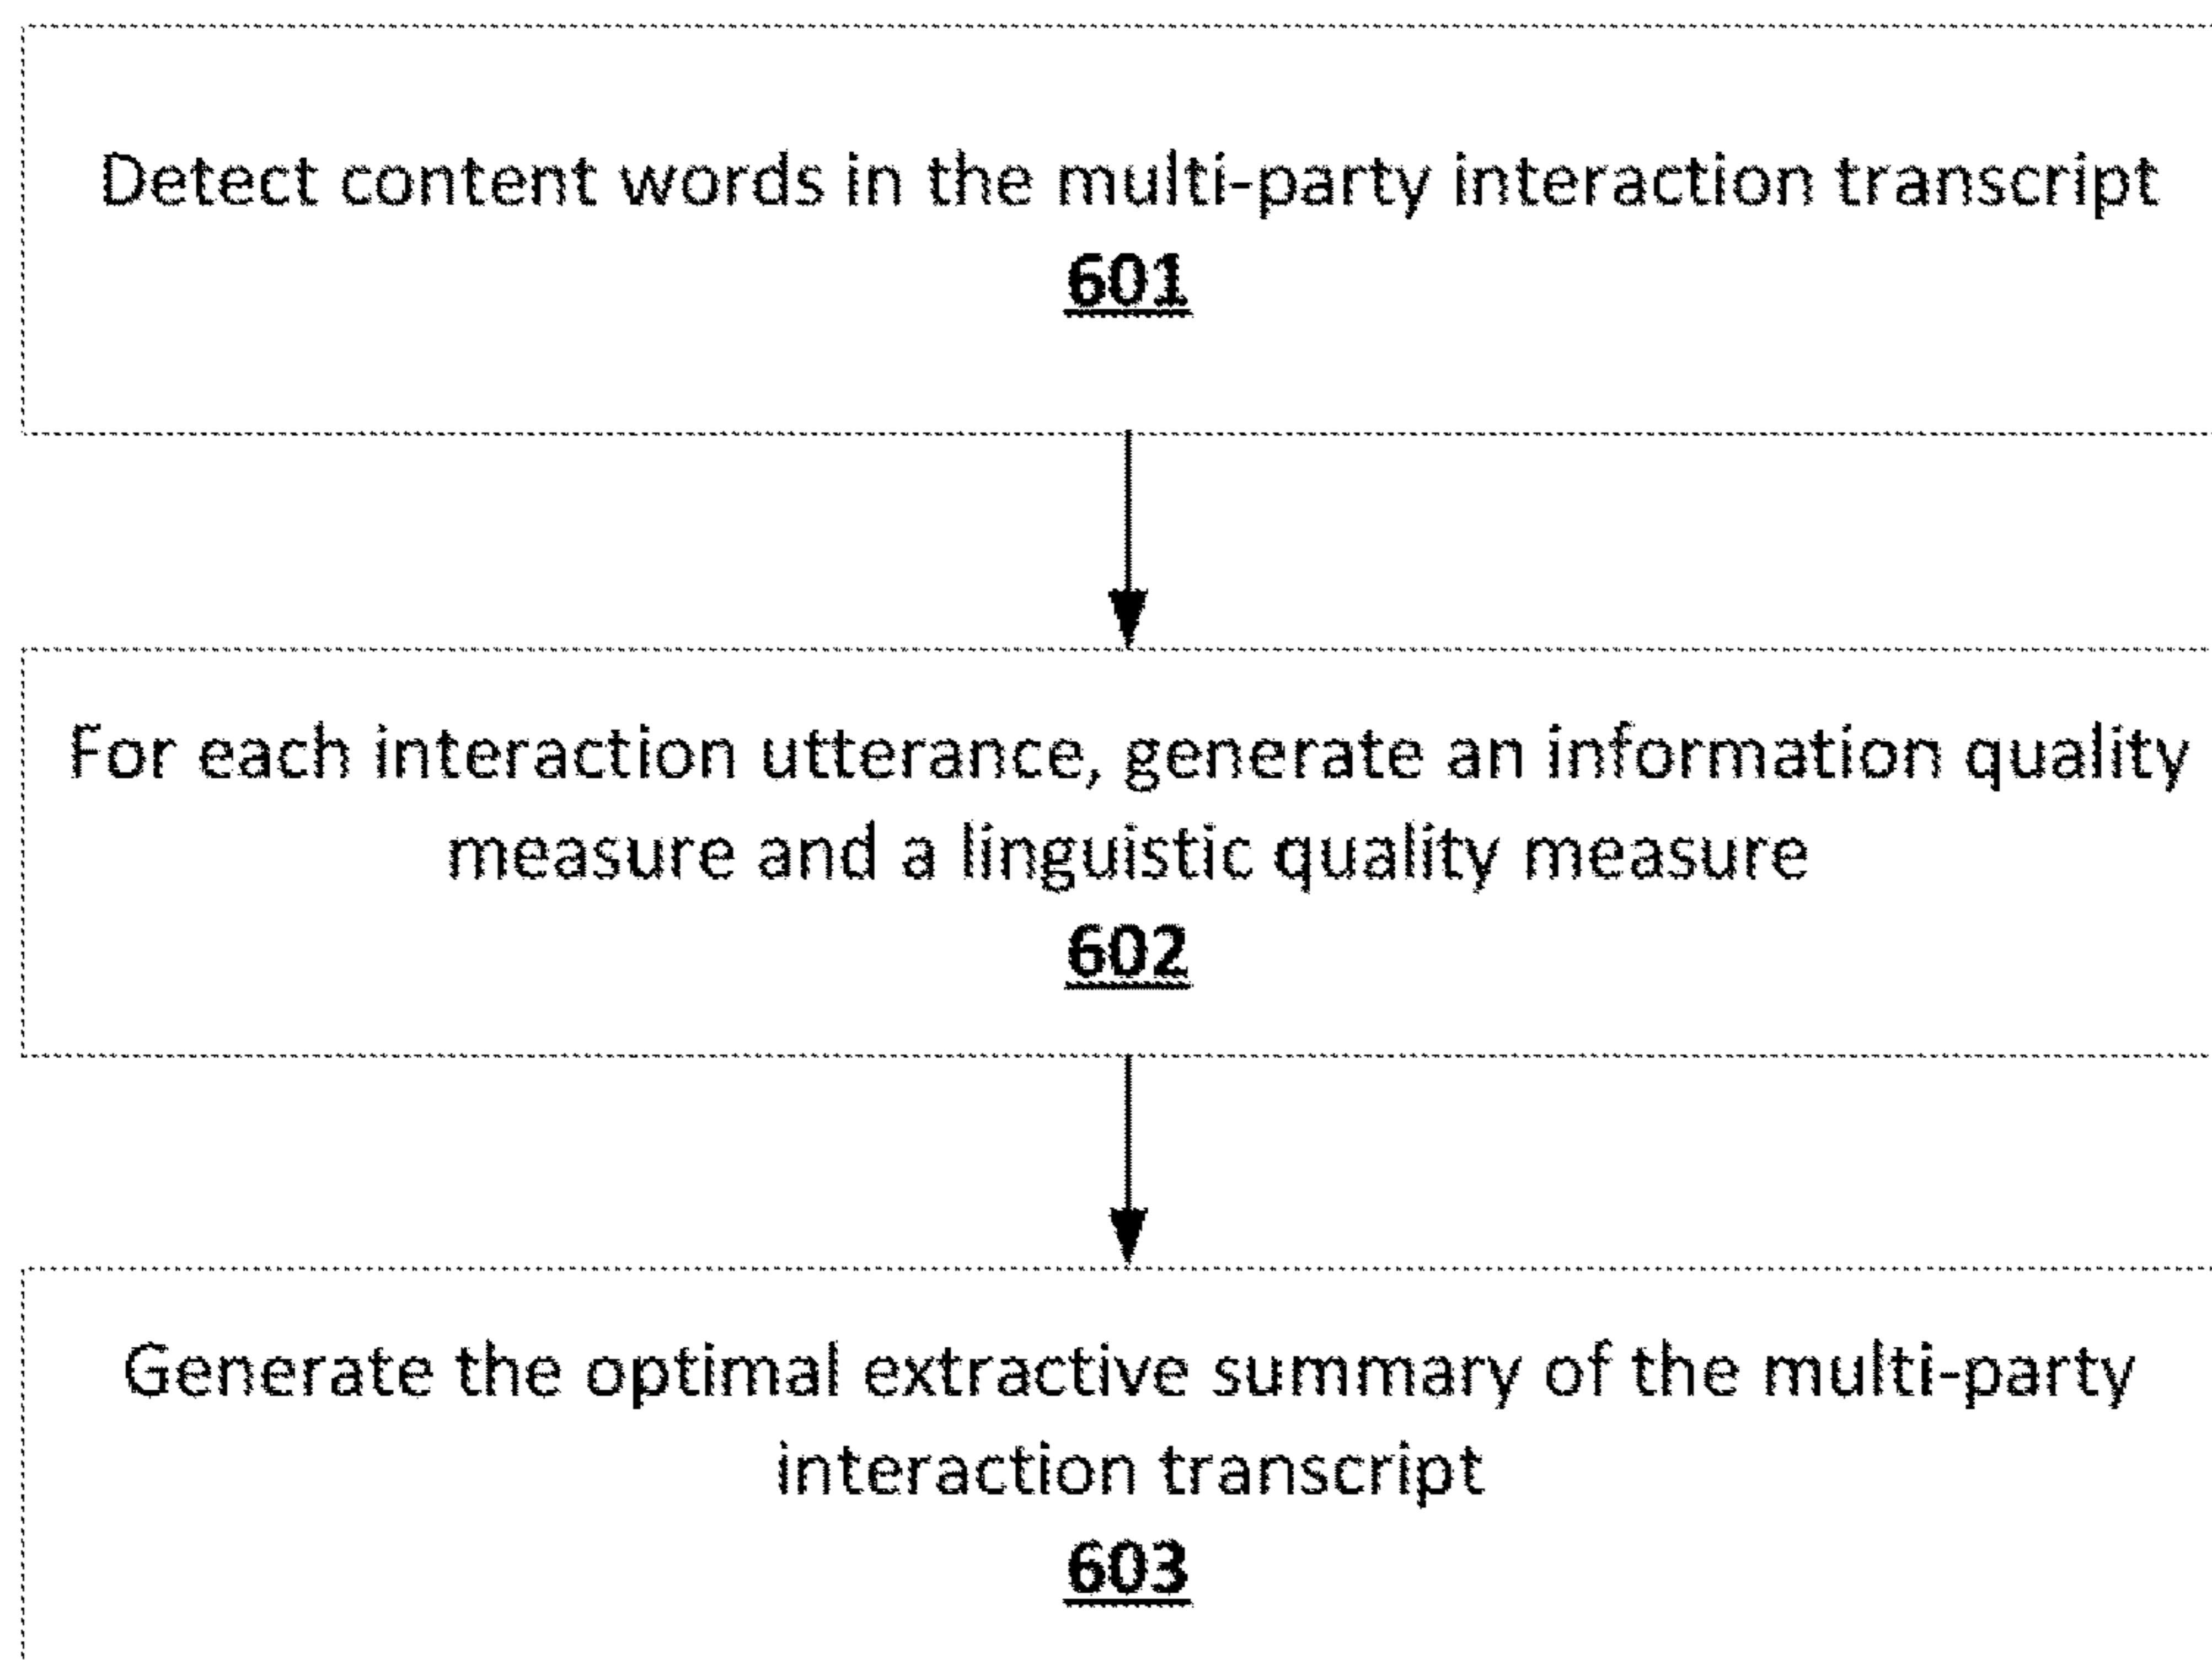 Detect content words in the multi-party interaction transcript
601
For each interaction utterance, generate an information quality
measure and a linguistic quality measure
602
Generate the optimal extractive summary of the multi-party
interaction transcript
603